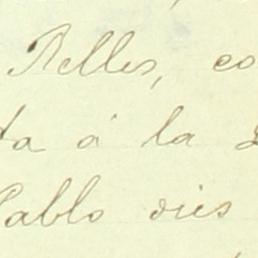 Relles, co
ta á la
Pablo dies